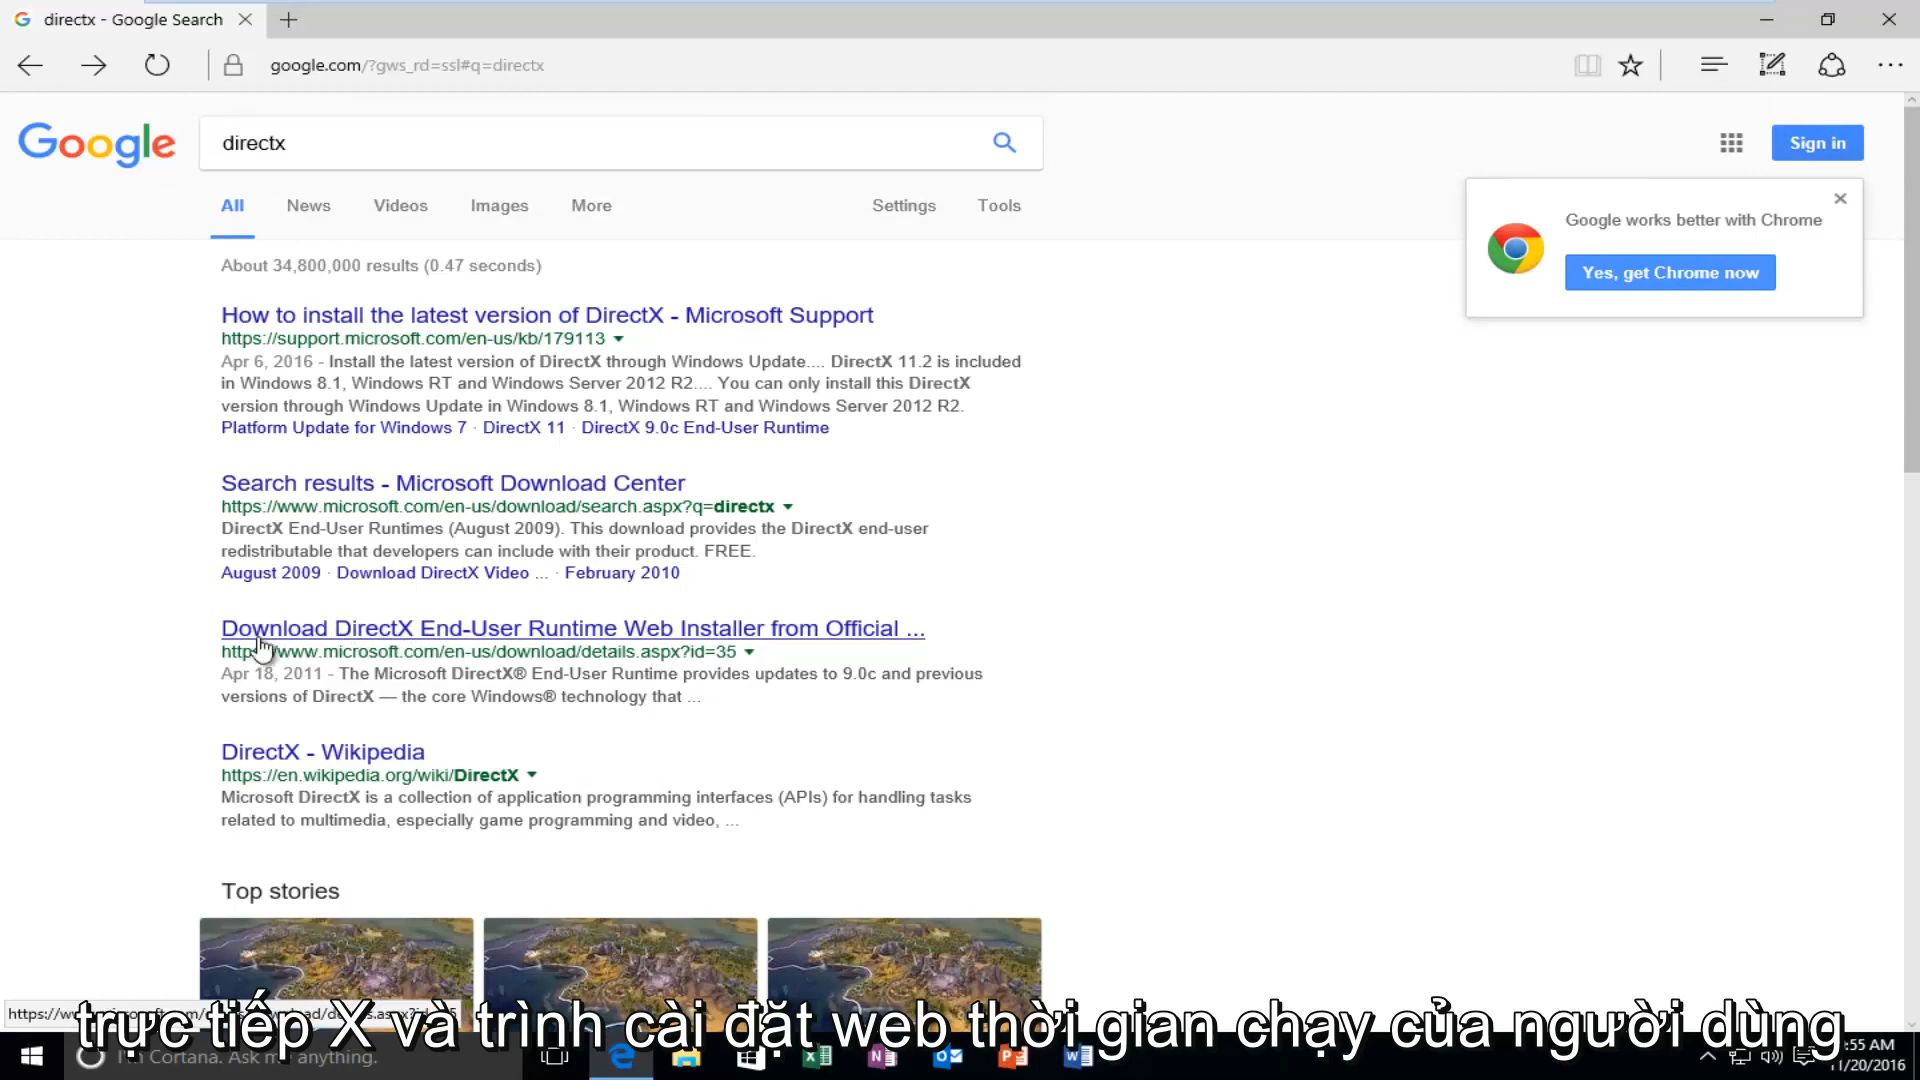 directx - Google Search
google.com/?gws_rd=ssl#q=directx
Google
directx
Sign in
All News Videos Images More Settings Tools
Google works better with Chrome
Yes, get Chrome now
About 34,800,000 results (0.47 seconds)
How to install the latest version of DirectX - Microsoft Support
https://support.microsoft.com/en-us/kb/179113
Apr 6, 2016 - Install the latest version of DirectX through Windows Update.... DirectX 11.2 is included
in Windows 8.1, Windows RT and Windows Server 2012 R2.... You can only install this DirectX
version through Windows Update in Windows 8.1, Windows RT and Windows Server 2012 R2.
Platform Update for Windows 7 · DirectX 11 · DirectX 9.0c End-User Runtime
Search results - Microsoft Download Center
https://www.microsoft.com/en-us/download/search.aspx?q=directx
DirectX End-User Runtimes (August 2009). This download provides the DirectX end-user
redistributable that developers can include with their product. FREE.
August 2009 · Download DirectX Video ... · February 2010
Download DirectX End-User Runtime Web Installer from Official ...
www.microsoft.com/en-us/download/details.aspx?id=35
Apr 18, 2011 - The Microsoft DirectX® End-User Runtime provides updates to 9.0c and previous
versions of DirectX — the core Windows® technology that ...
DirectX - Wikipedia
https://en.wikipedia.org/wiki/DirectX
Microsoft DirectX is a collection of application programming interfaces (APIs) for handling tasks
related to multimedia, especially game programming and video, ...
Top stories
trực tiếp X và trình cài đặt web thời gian chạy của người dùng
I'm Cortana. Ask me anything.
:55 AM
11/20/2016